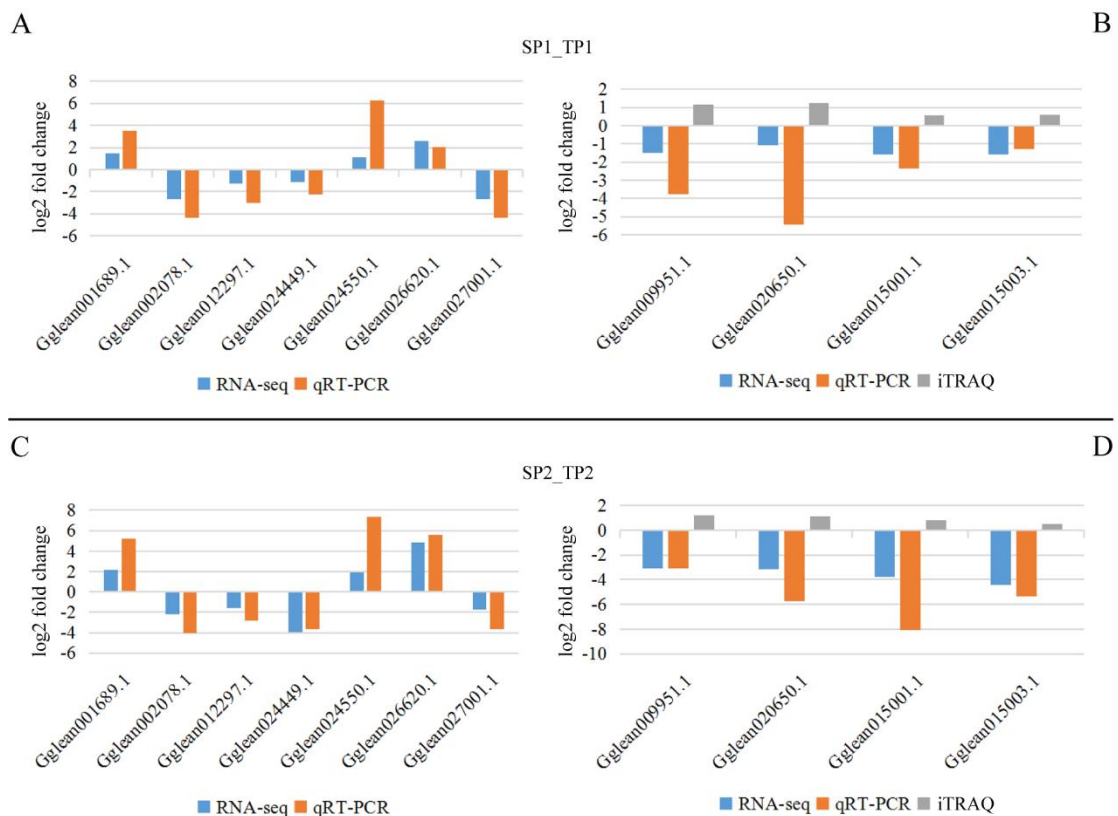 A
B
SP1_TP1
log2 fold change
8
6
4
2
0
-2
-4
-6
Gglean001689.1
Gglean002078.1
Gglean012297.1
Gglean024449.1
Gglean024550.1
Gglean026620.1
Gglean027001.1
RNA-seq qRT-PCR
log2 fold change
2
1
0
-1
-2
-3
-4
-5
-6
Gglean009951.1
Gglean020650.1
Gglean015001.1
Gglean015003.1
RNA-seq qRT-PCR iTRAQ
C
D
SP2_TP2
log2 fold change
8
6
4
2
0
-2
-4
-6
Gglean001689.1
Gglean002078.1
Gglean012297.1
Gglean024449.1
Gglean024550.1
Gglean026620.1
Gglean027001.1
RNA-seq qRT-PCR
log2 fold change
2
0
-2
-4
-6
-8
-10
Gglean009951.1
Gglean020650.1
Gglean015001.1
Gglean015003.1
RNA-seq qRT-PCR iTRAQ